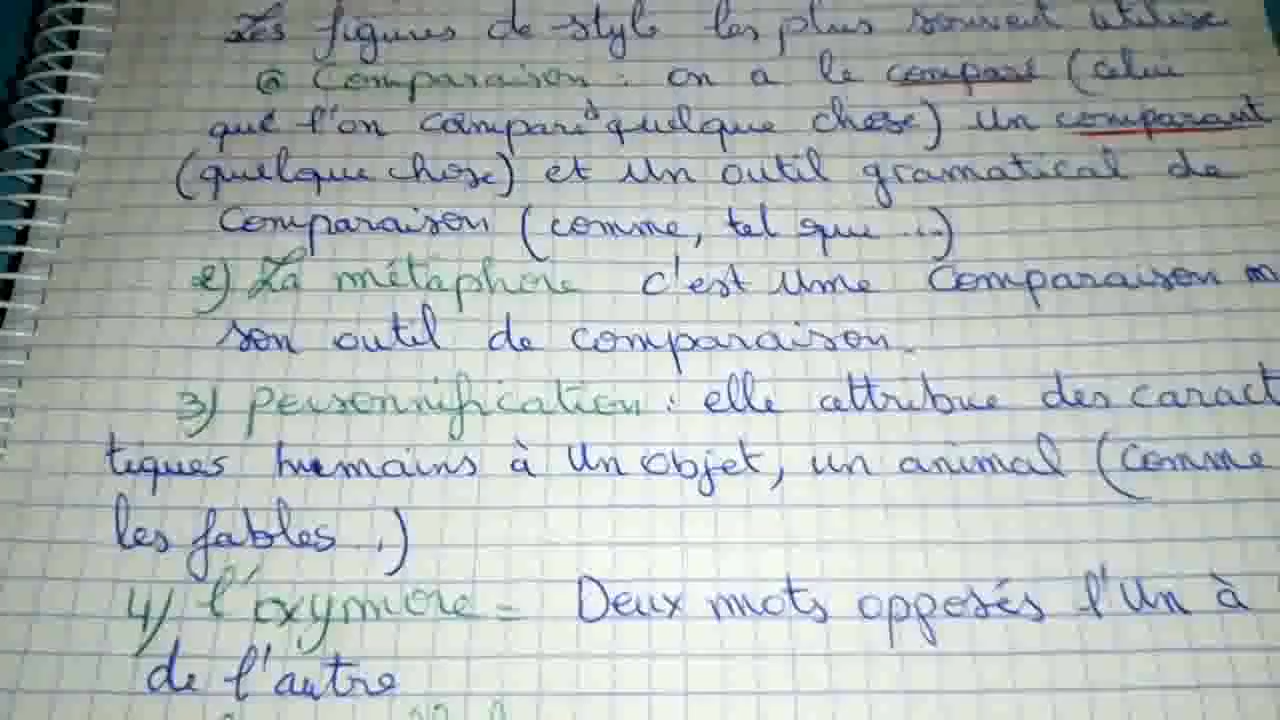 Les figures de style les plus souvent utilise
Comparaison : on a le comparé (celui
que l'on compare à quelque chose) un comparant
(quelque chose) et un outil gramatical de
Comparaison (comme, tel que ...)
2) La métaphore c'est une Comparaison
son outil de comparaison.
3) personnification : elle attribue des caract
tiques humains à Un objet, un animal (comme
les fables ..)
4) l'oxymore = Deux mots opposés l'Un à
de l'autre